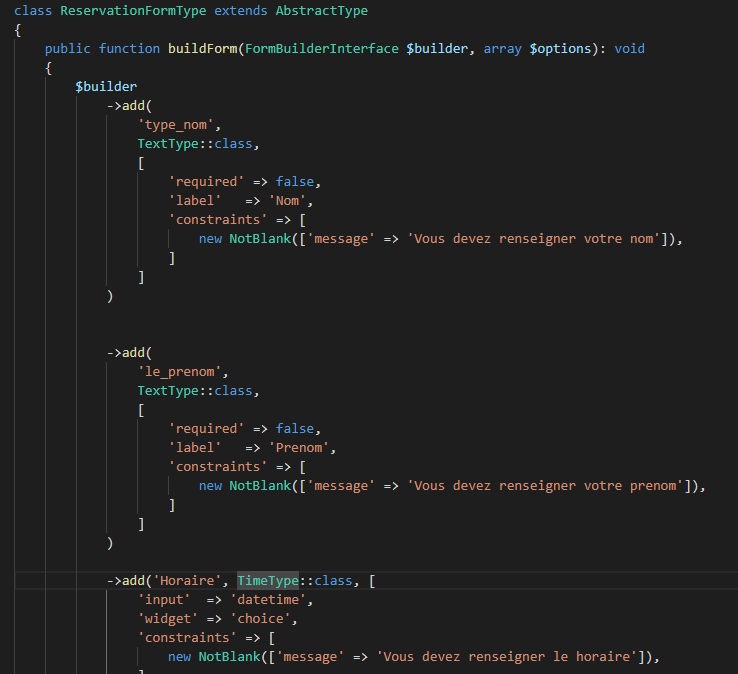 class ReservationFormType extends AbstractType
{
    public function buildForm(FormBuilderInterface $builder, array $options): void
    {
        $builder
            ->add(
                'type_nom',
                TextType::class,
                [
                    'required' => false,
                    'label'   => 'Nom',
                    'constraints' => [
                        new NotBlank(['message' => 'Vous devez renseigner votre nom']),
                    ]
                ]
            )
            ->add(
                'le_prenom',
                TextType::class,
                [
                    'required' => false,
                    'label'   => 'Prenom',
                    'constraints' => [
                        new NotBlank(['message' => 'Vous devez renseigner votre prenom']),
                    ]
                ]
            )
            ->add('Horaire', TimeType::class, [
                'input'  => 'datetime',
                'widget' => 'choice',
                'constraints' => [
                    new NotBlank(['message' => 'Vous devez renseigner le horaire']),